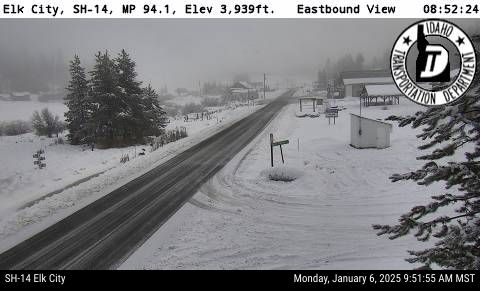 Elk City, SH-14, MP 94.1, Elev 3,939ft. Eastbound View 08:52:24
IDAHO
TRANSPORTATION DEPARTMENT
SH-14 Elk City Monday, January 6, 2025 9:51:55 AM MST